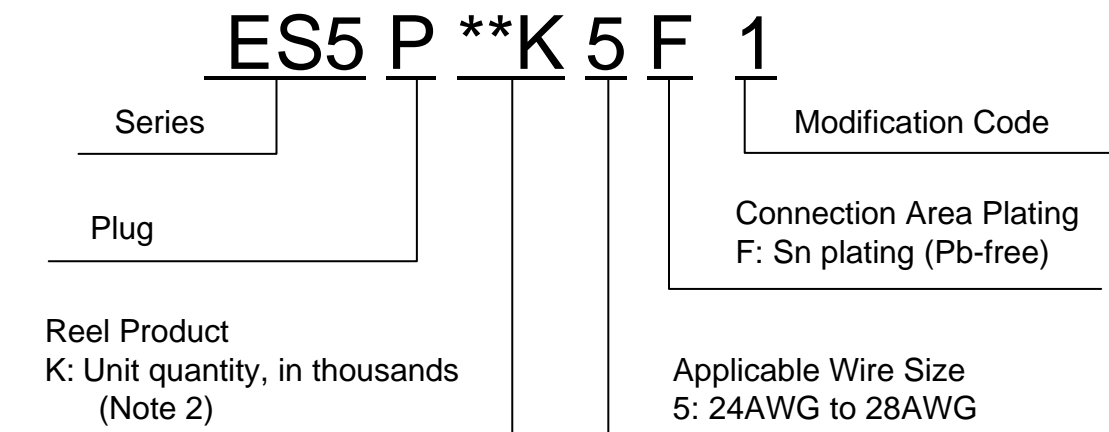 ES5 P **K 5 F 1
Series
Modification Code
Plug
Connection Area Plating
F: Sn plating (Pb-free)
Reel Product
K: Unit quantity, in thousands
(Note 2)
Applicable Wire Size
5: 24AWG to 28AWG